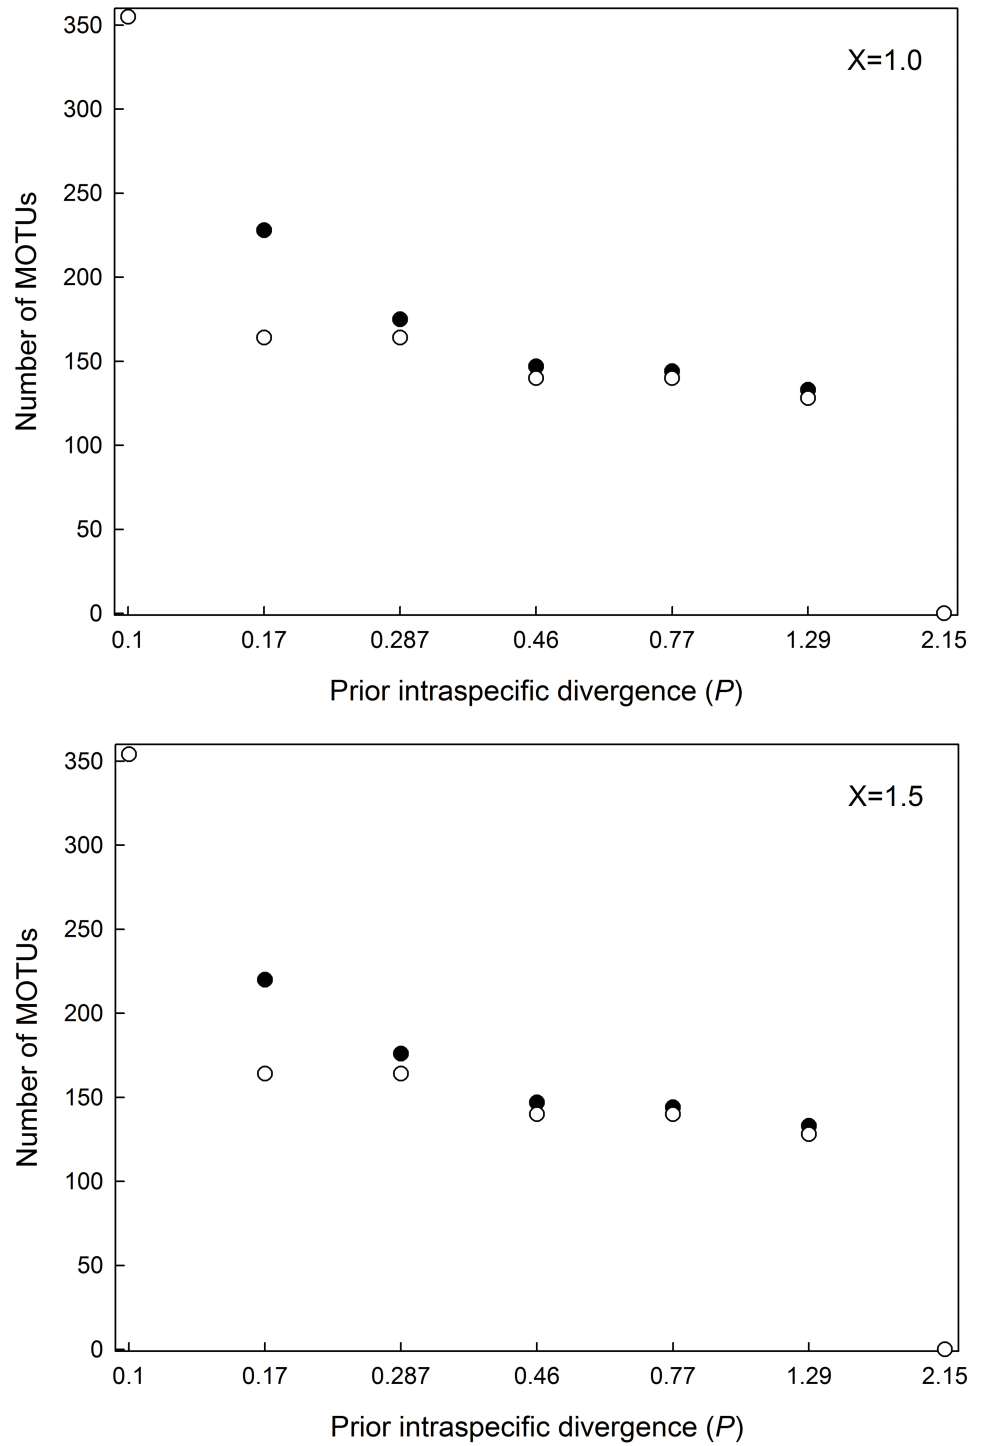 X=1.0
Number of MOTUs
350
300
250
200
150
100
50
0
0.1 0.17 0.287 0.46 0.77 1.29 2.15
Prior intraspecific divergence (P)
X=1.5
Number of MOTUs
350
300
250
200
150
100
50
0
0.1 0.17 0.287 0.46 0.77 1.29 2.15
Prior intraspecific divergence (P)